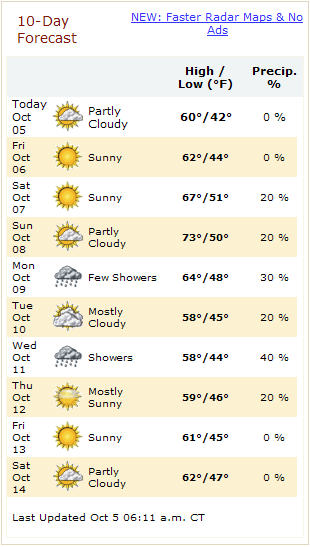 10-Day
Forecast
NEW: Faster Radar Maps & No
Ads
High /
Low (°F)
Precip.
%
Today
Oct
05
Partly
Cloudy
60°/42°
0 %
Fri
Oct
06
Sunny
62°/44°
0 %
Sat
Oct
07
Sunny
67°/51°
20 %
Sun
Oct
08
Partly
Cloudy
73°/50°
20 %
Mon
Oct
09
Few Showers
64°/48°
30 %
Tue
Oct
10
Mostly
Cloudy
58°/45°
20 %
Wed
Oct
11
Showers
58°/44°
40 %
Thu
Oct
12
Mostly
Sunny
59°/46°
20 %
Fri
Oct
13
Sunny
61°/45°
0 %
Sat
Oct
14
Partly
Cloudy
62°/47°
0 %
Last Updated Oct 5 06:11 a.m. CT